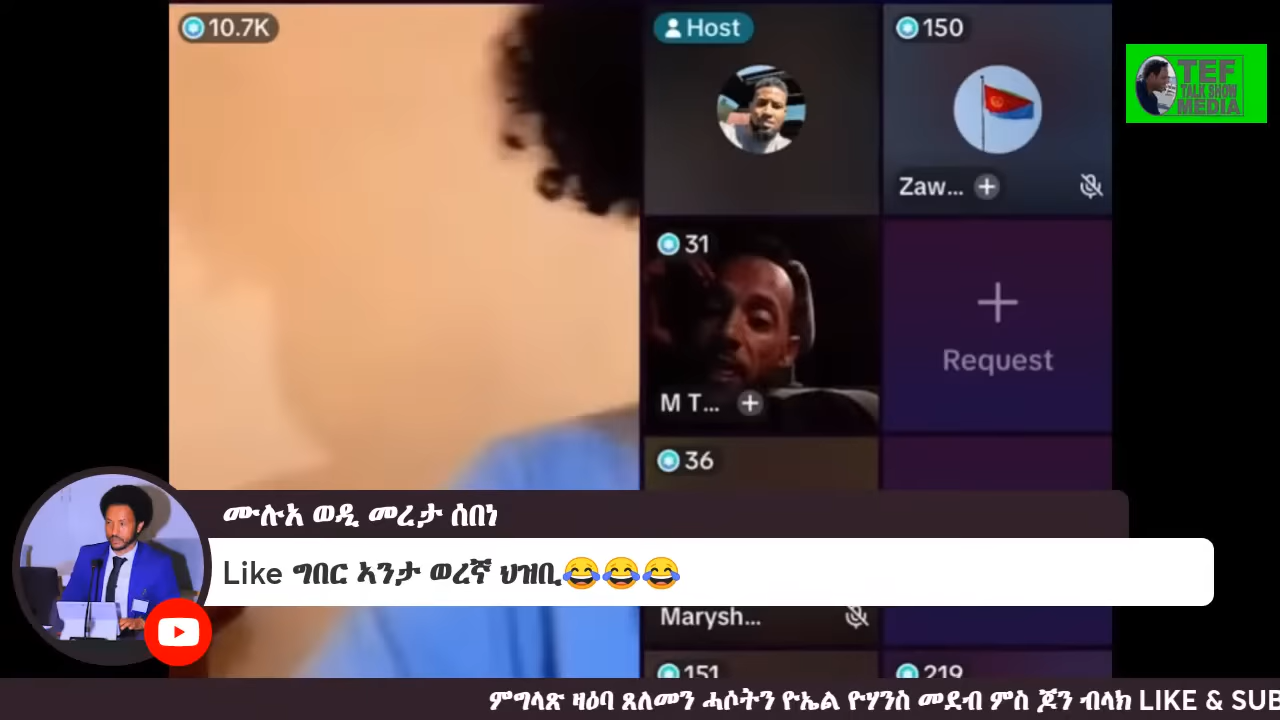 10.7K
Host
150
TEF
TALK SHOW
MEDIA
Zaw...
31
Request
M T...
36
ሙሉእ ወዲ መረታ ሰበነ
Like ግበር ኣንታ ወረኛ ህዝቢ😂😂😂
Marysh...
151
219
ምግላጽ ዛዕባ ጸለመን ሓሶትን ዮኤል ዮሃንስ መደብ ምስ ጆን ብላክ LIKE & SUB